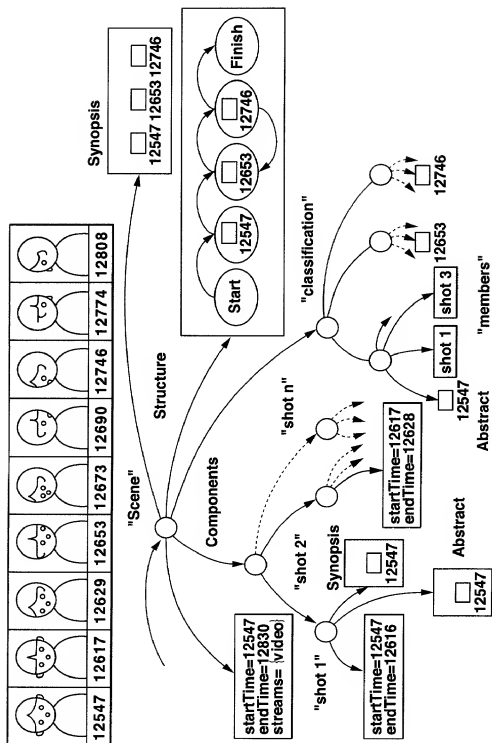 12547 12617 12629 12653 12673 12690 12746 12774 12808
"Scene"
Synopsis
12547 12653 12746
Structure
Start
12547
12653
12746
Finish
Components
"classification"
startTime=12547
endTime=12830
streams= {video}
"shot 1"
"shot 2"
"shot n"
Synopsis
12547
startTime=12547
endTime=12616
12547
Abstract
startTime=12617
endTime=12628
12547
Abstract
shot 1
shot 3
"members"
12653
12746